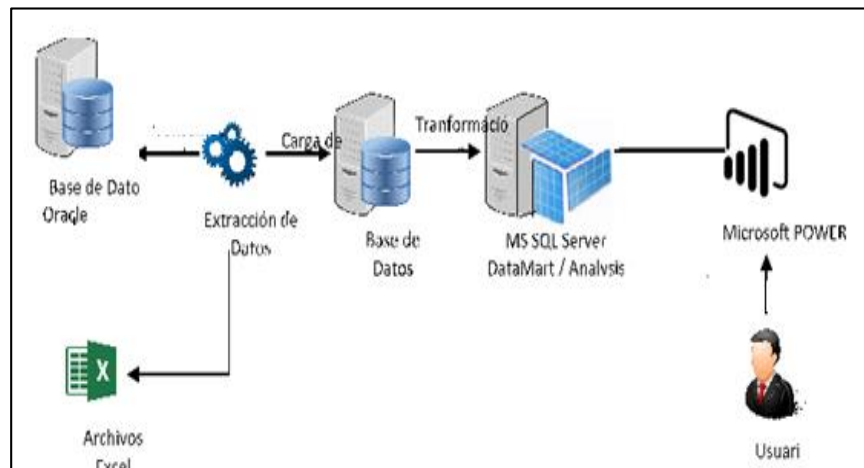 Carga de
Tranformació
Base de Dato
Oracle
Extracción de
Datos
Base de
Datos
MS SQL Server
DataMart / Analysis
Microsoft POWER
Archivos
Excel
Usuari